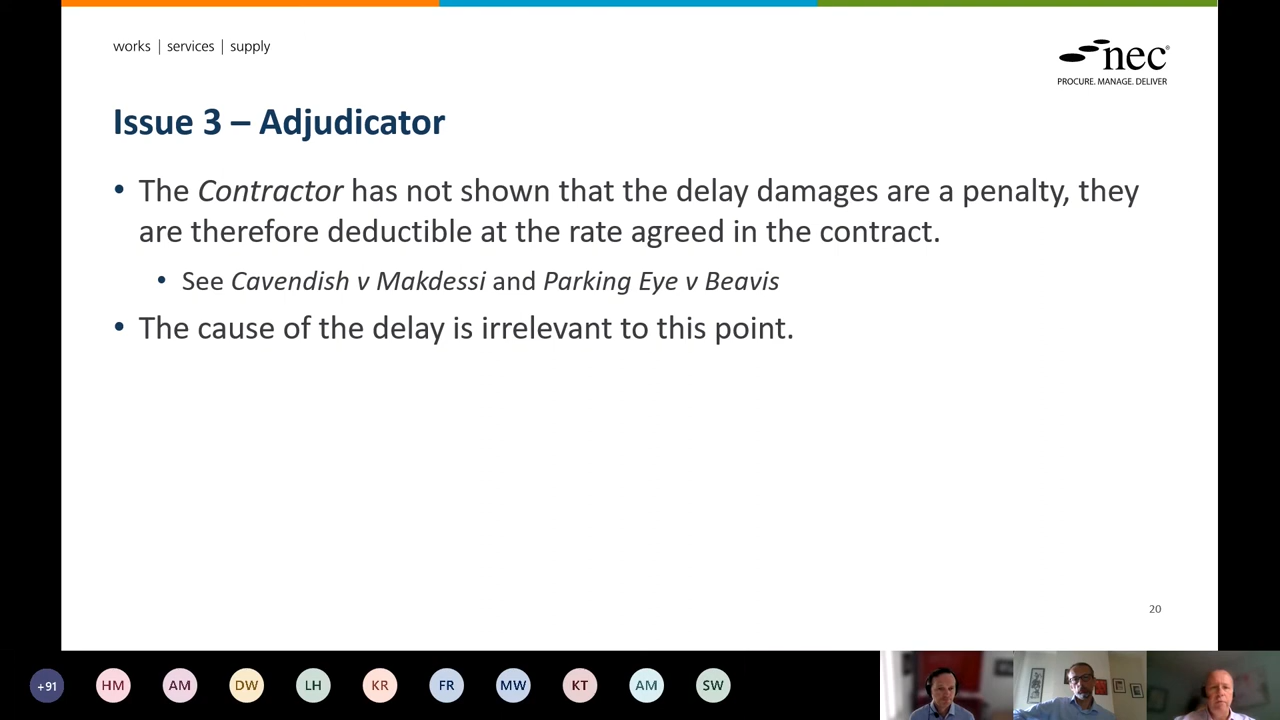 works | services | supply
nec®
PROCURE. MANAGE. DELIVER
Issue 3 – Adjudicator
• The Contractor has not shown that the delay damages are a penalty, they
are therefore deductible at the rate agreed in the contract.
• See Cavendish v Makdessi and Parking Eye v Beavis
• The cause of the delay is irrelevant to this point.
20
+91 HM AM DW LH KR FR MW KT AM SW